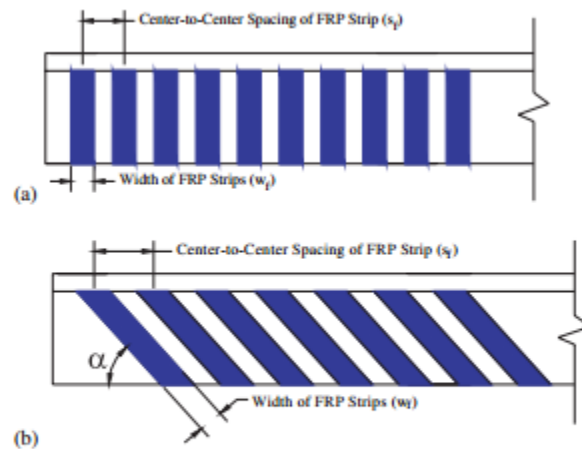 Center-to-Center Spacing of FRP Strip (sf)
Width of FRP Strips (wf)
(a)
Center-to-Center Spacing of FRP Strip (sf)
α
Width of FRP Strips (wf)
(b)